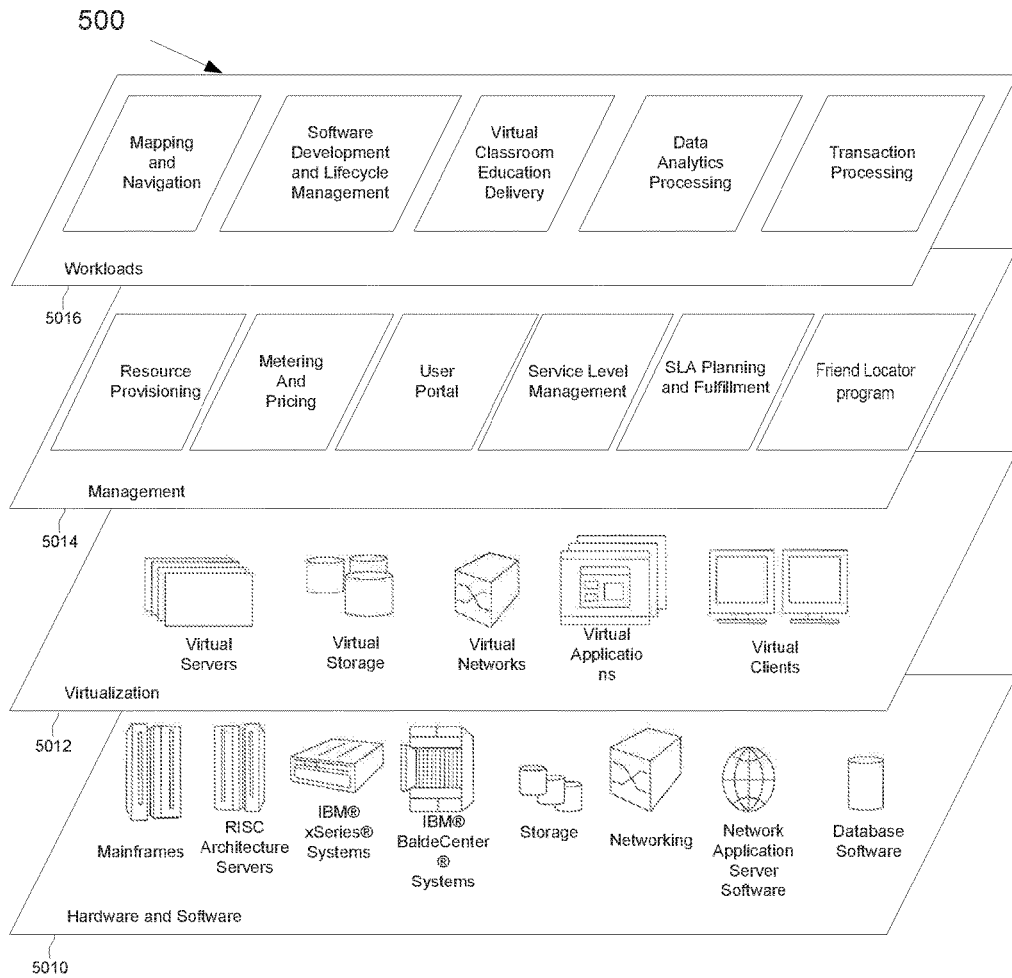 500
Mapping
and
Navigation
Software
Development
and Lifecycle
Management
Virtual
Classroom
Education
Delivery
Data
Analytics
Processing
Transaction
Processing
Workloads
5016
Resource
Provisioning
Metering
And
Pricing
User
Portal
Service Level
Management
SLA Planning
and Fulfillment
Friend Locator
program
Management
5014
Virtual
Servers
Virtual
Storage
Virtual
Networks
Virtual
Applicatio
ns
Virtual
Clients
Virtualization
5012
Mainframes
RISC
Architecture
Servers
IBM®
xSeries®
Systems
IBM®
BaldeCenter
®
Systems
Storage
Networking
Network
Application
Server
Software
Database
Software
Hardware and Software
5010